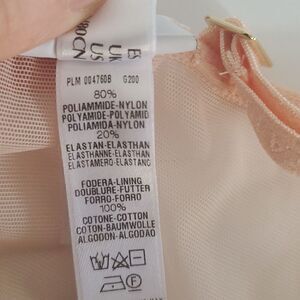 PLM 004760B G200
80%
POLIAMMIDE-NYLON
POLYAMIDE-POLYAMID
POLIAMIDA-NYLON
20%
ELASTAN-ELASTHAN
ELASTHANNE-ELASTHAN
ELASTAMERO-ELASTANO
FODERA-LINING
DOUBLURE-FUTTER
FORRO-FORRO
100%
COTONE-COTTON
COTON-BAUMWOLLE
ALGODON-ALGODAO